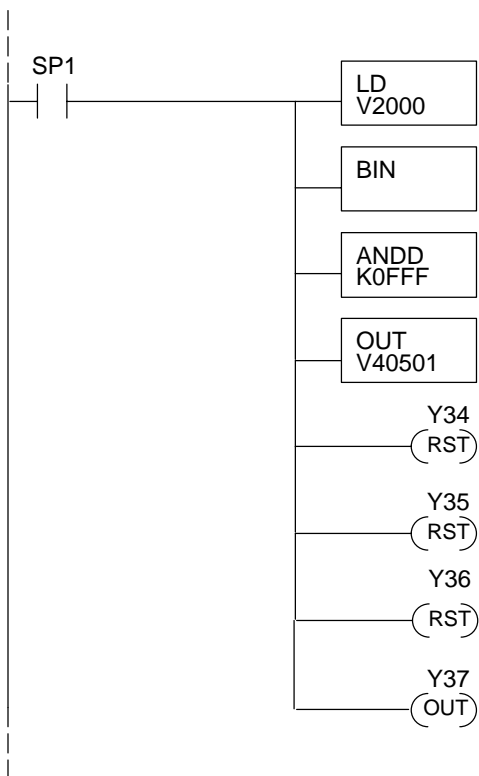 SP1
LD
V2000
BIN
ANDD
K0FFF
OUT
V40501
Y34
RST
Y35
RST
Y36
RST
Y37
OUT